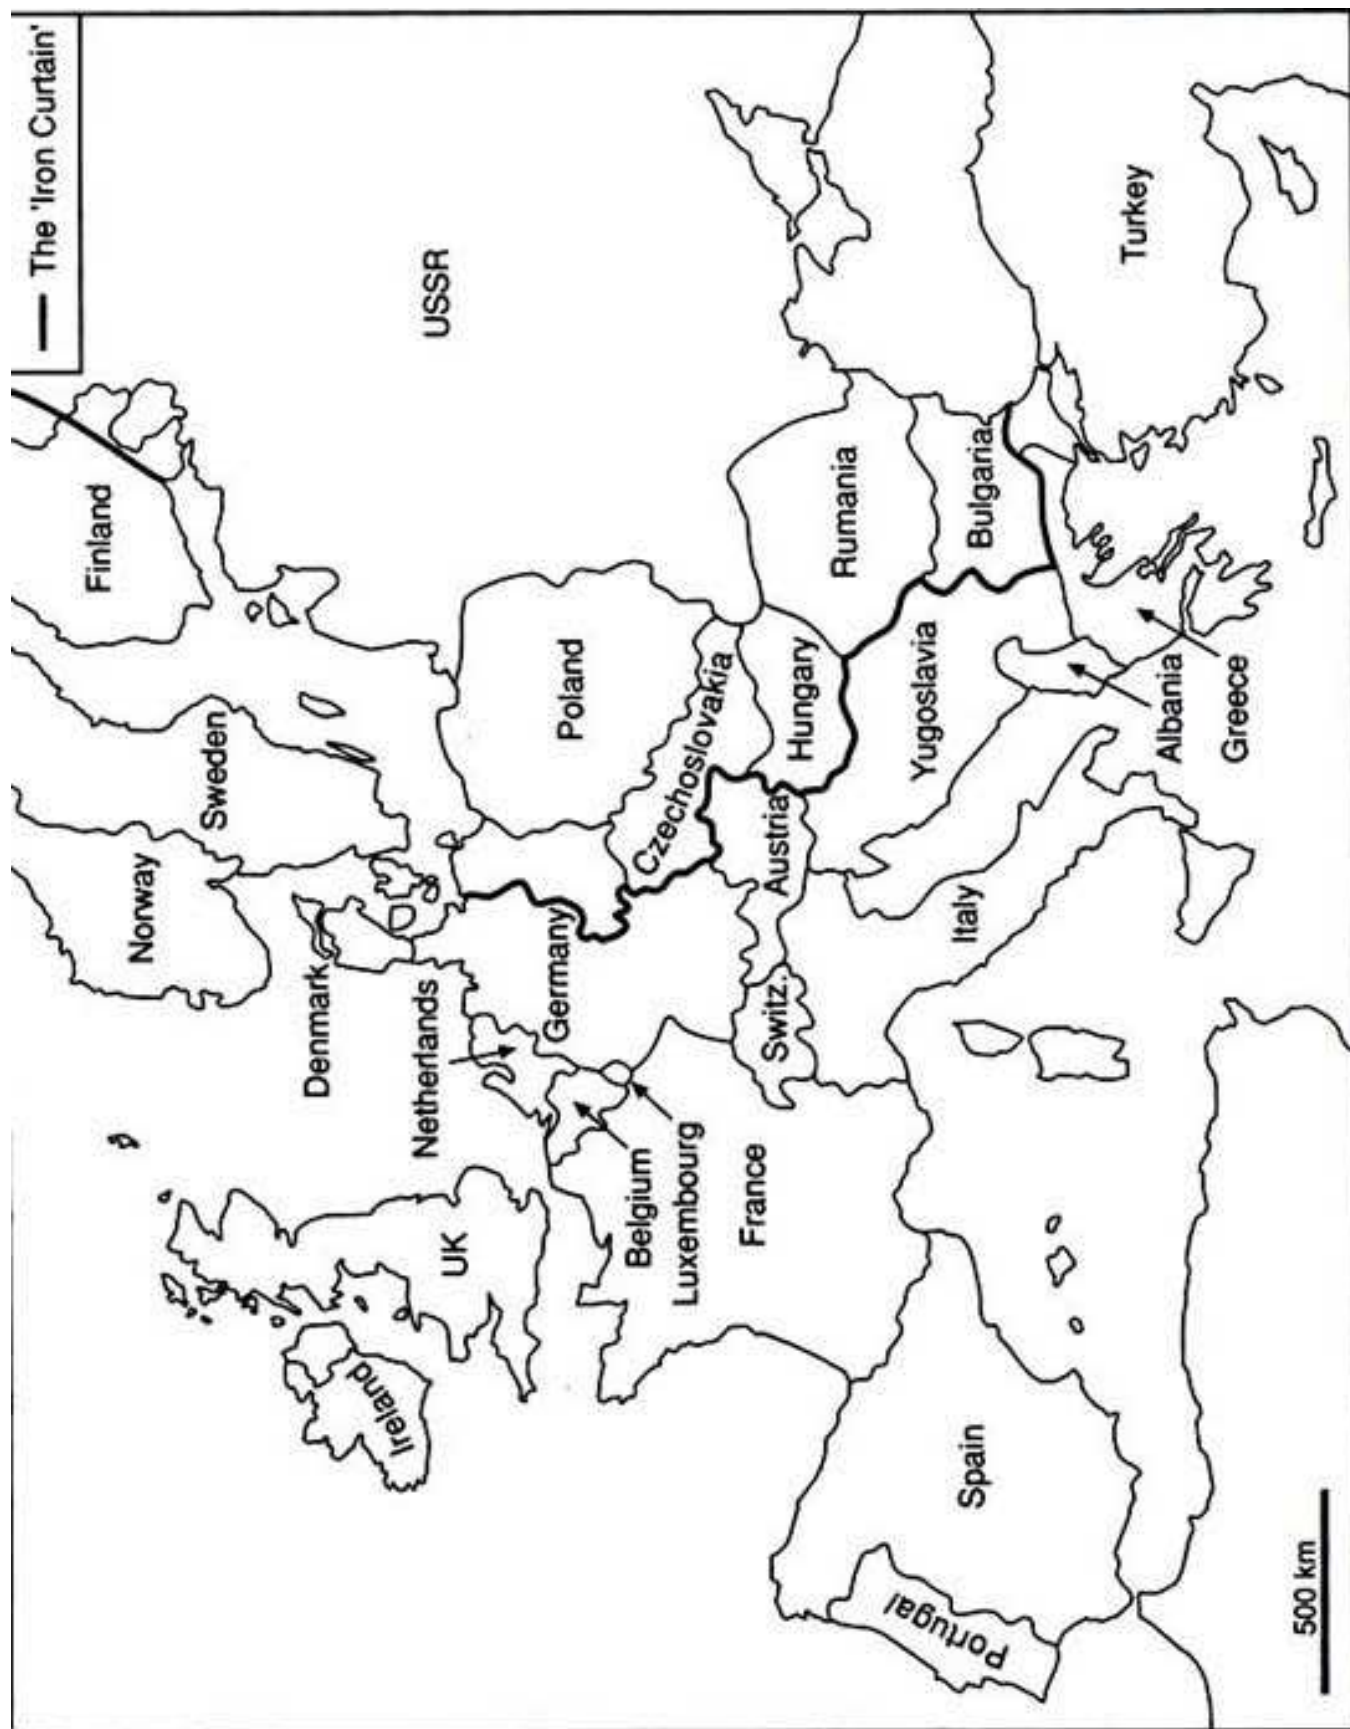 The 'Iron Curtain'
Norway
Sweden
Finland
USSR
Denmark
Ireland
UK
Netherlands
Germany
Poland
Belgium
Luxembourg
Czechoslovakia
France
Switz.
Austria
Hungary
Rumania
Yugoslavia
Bulgaria
Italy
Spain
Portugal
Albania
Greece
Turkey
500 km